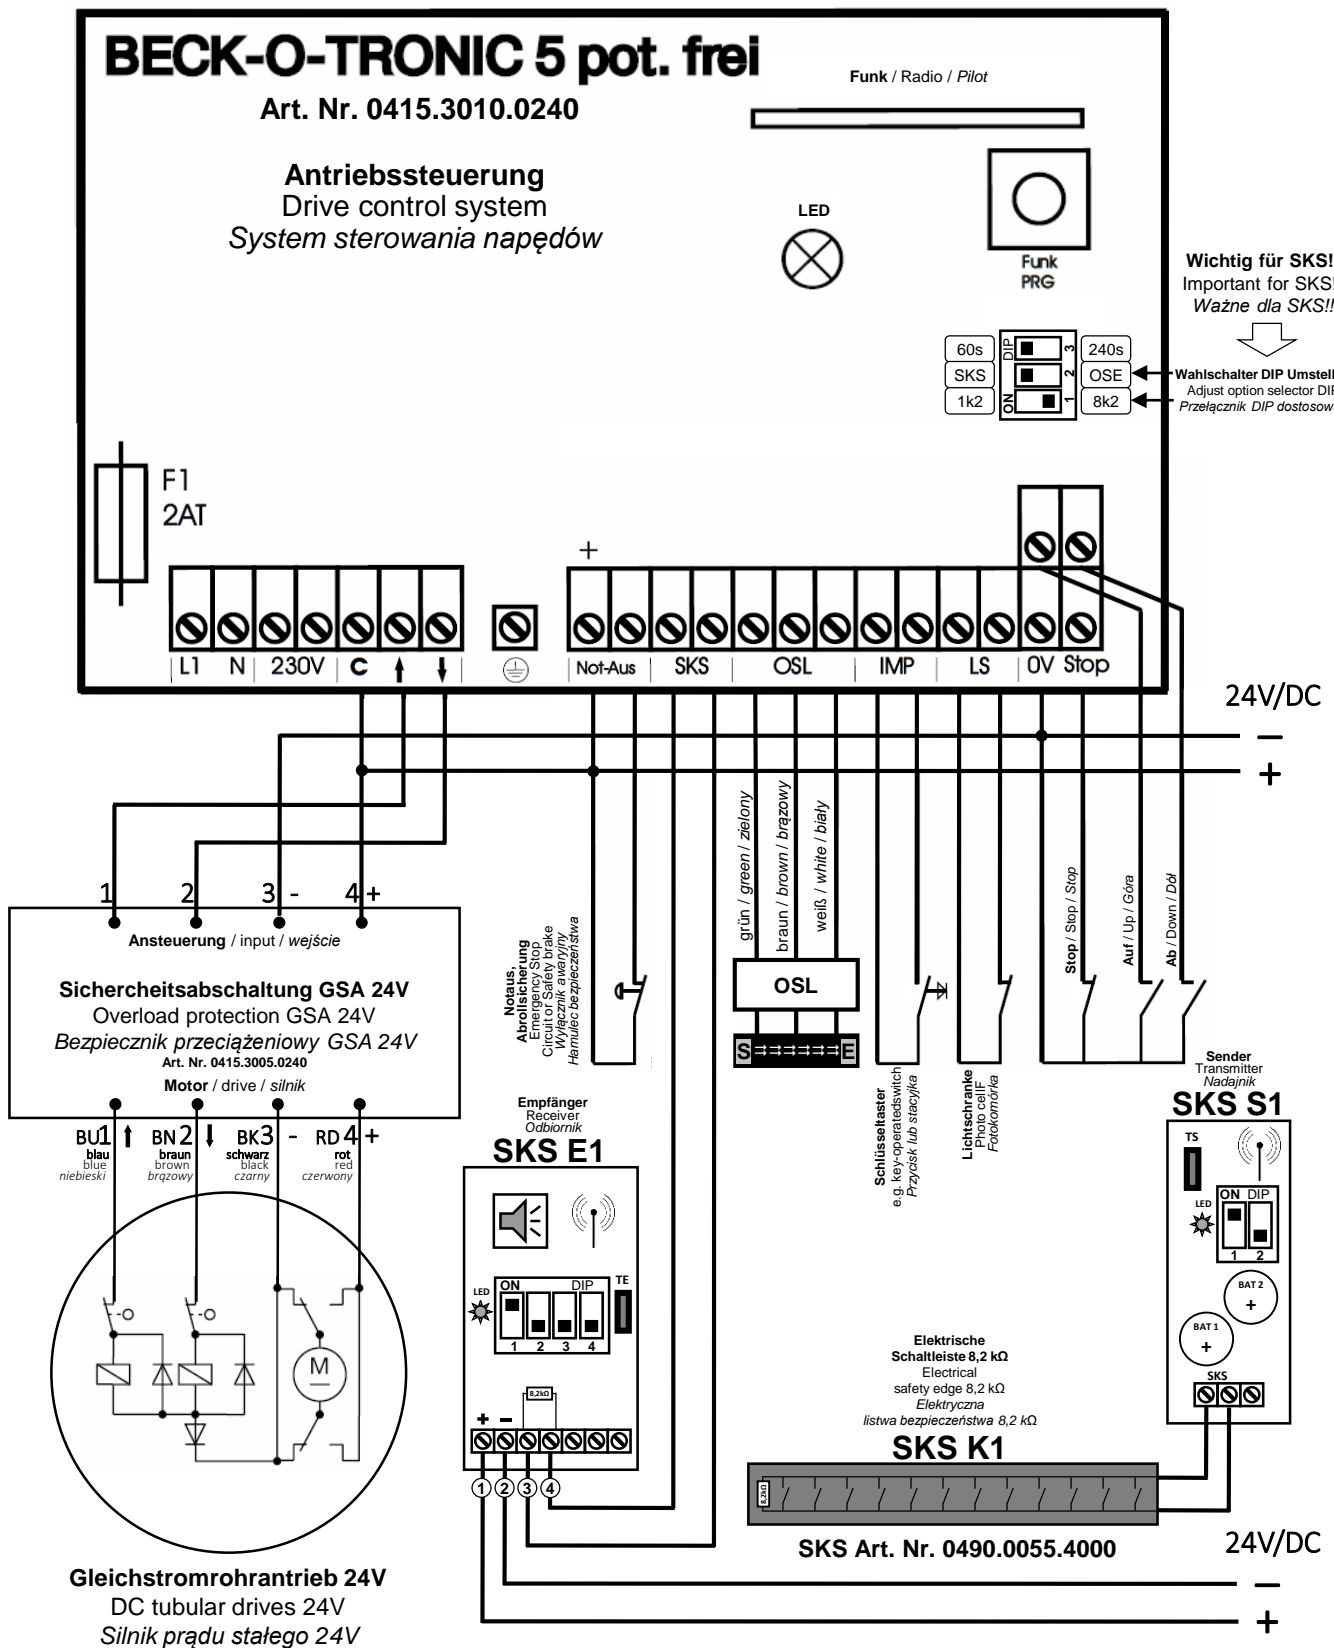 BECK-O-TRONIC 5 pot. frei
Art. Nr. 0415.3010.0240
Antriebssteuerung
Drive control system
System sterowania napędów
Funk / Radio / Pilot
LED
Funk
PRG
Wichtig für SKS!
Important for SKS!
Ważne dla SKS!!
60s
SKS
1k2
DIP
ON
3
2
1
240s
OSE
8k2
Wahlschalter DIP Umstell
Adjust option selector DIP
Przełącznik DIP dostosow
F1
2AT
+
L1 N 230V C
Not-Aus SKS OSL IMP LS 0V Stop
24V/DC
–
+
1 2 3 - 4 +
Ansteuerung / input / wejście
Sichercheitsabschaltung GSA 24V
Overload protection GSA 24V
Bezpiecznik przeciążeniowy GSA 24V
Art. Nr. 0415.3005.0240
Motor / drive / silnik
BU1 BN 2 BK3 - RD 4 +
blau braun schwarz rot
blue brown black red
niebieski brązowy czarny czerwony
M
Gleichstromrohrantrieb 24V
DC tubular drives 24V
Silnik prądu stałego 24V
Notaus,
Abrollsicherung
Emergency Stop
Circuit or Safety brake
Wyłącznik awaryjny
Hamulec bezpieczeństwa
grün / green / zielony
braun / brown / brązowy
weiß / white / biały
OSL
S E
Schlüsseltaster
e.g. key-operatedswitch
Przycisk lub stacyjka
Lichtschranke
Photo cellF
Fotokomórka
Stop / Stop / Stop
Auf / Up / Góra
Ab / Down / Dół
Empfänger
Receiver
Odbiornik
SKS E1
LED
ON DIP
1 2 3 4
TE
8,2kΩ
+ –
1 2 3 4
Sender
Transmitter
Nadajnik
SKS S1
TS
LED
ON DIP
1 2
BAT 2
+
BAT 1
+
SKS
Elektrische
Schaltleiste 8,2 kΩ
Electrical
safety edge 8,2 kΩ
Elektryczna
listwa bezpieczeństwa 8,2 kΩ
SKS K1
8,2kΩ
SKS Art. Nr. 0490.0055.4000
24V/DC
–
+